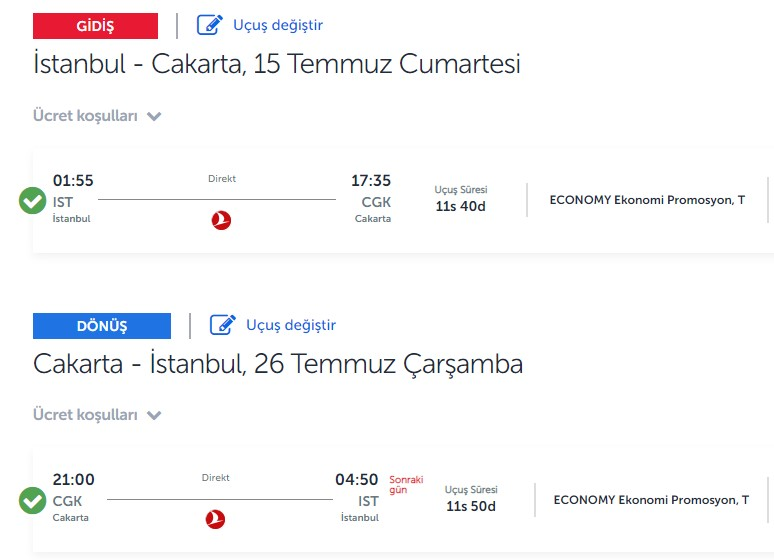 GİDİŞ
Uçuş değiştir
İstanbul - Cakarta, 15 Temmuz Cumartesi
Ücret koşulları
01:55
Direkt
17:35
IST
CGK
İstanbul
Cakarta
Uçuş Süresi
11s 40d
ECONOMY Ekonomi Promosyon, T
DÖNÜŞ
Uçuş değiştir
Cakarta - İstanbul, 26 Temmuz Çarşamba
Ücret koşulları
21:00
Direkt
04:50
Sonraki
gün
CGK
IST
Cakarta
İstanbul
Uçuş Süresi
11s 50d
ECONOMY Ekonomi Promosyon, T